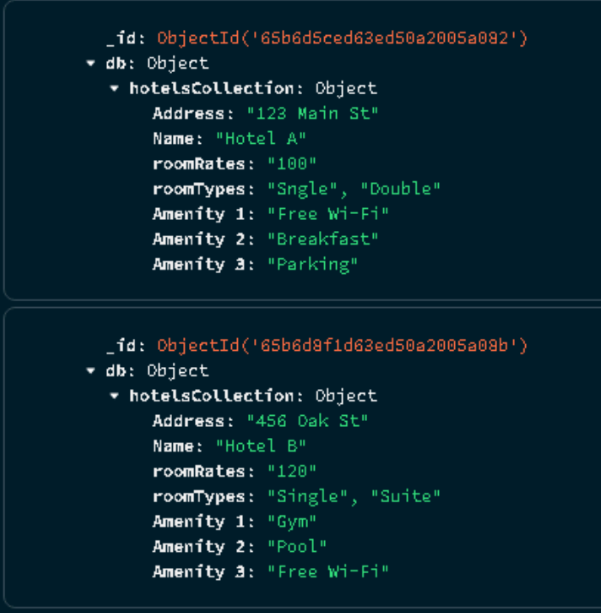 _id: ObjectId('65b6d5ced63ed50a2005a082')
db: Object
hotelsCollection: Object
Address: "123 Main St"
Name: "Hotel A"
roomRates: "100"
roomTypes: "Sngle", "Double"
Amenity 1: "Free Wi-Fi"
Amenity 2: "Breakfast"
Amenity 3: "Parking"
_id: ObjectId('65b6d8f1d63ed50a2005a08b')
db: Object
hotelsCollection: Object
Address: "456 Oak St"
Name: "Hotel B"
roomRates: "120"
roomTypes: "Single", "Suite"
Amenity 1: "Gym"
Amenity 2: "Pool"
Amenity 3: "Free Wi-Fi"